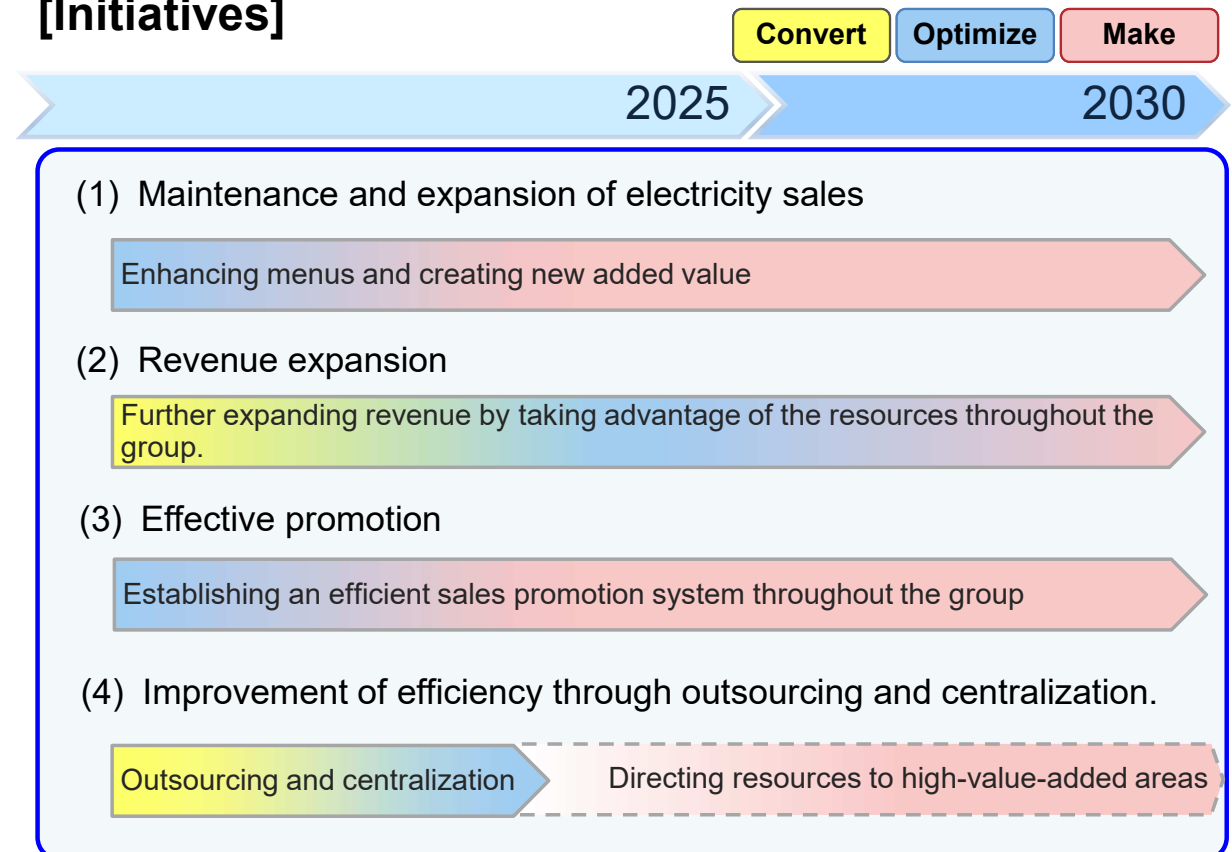 [Initiatives]
Convert Optimize Make
2025 2030
(1) Maintenance and expansion of electricity sales
Enhancing menus and creating new added value
(2) Revenue expansion
Further expanding revenue by taking advantage of the resources throughout the
group.
(3) Effective promotion
Establishing an efficient sales promotion system throughout the group
(4) Improvement of efficiency through outsourcing and centralization.
Outsourcing and centralization Directing resources to high-value-added areas